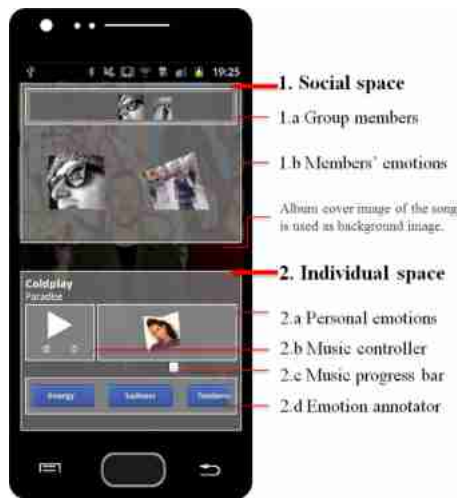 19:25
1. Social space
1.a Group members
1.b Members' emotions
Album cover image of the song
is used as background image.
Coldplay
Paradise
2. Individual space
2.a Personal emotions
2.b Music controller
2.c Music progress bar
2.d Emotion annotator
Energy
Sadness